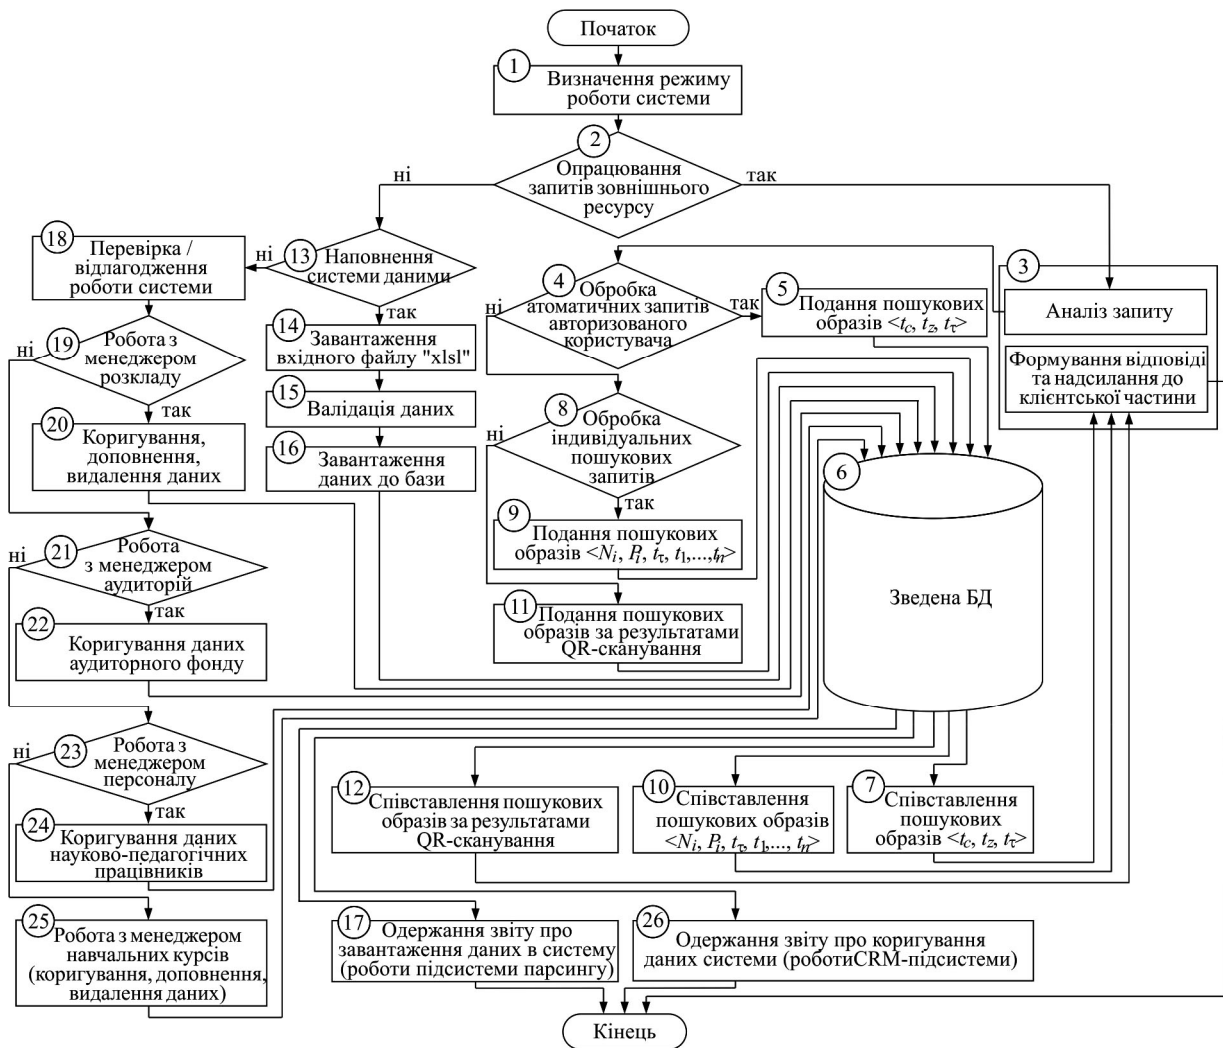 Початок
1
Визначення режиму
роботи системи
2
Опрацювання
запитів зовнішнього
ресурсу
ні
так
3
Аналіз запиту
Формування відповіді
та надсилання до
клієнтської частини
4
Обробка
атоматичних запитів
авторизованого
користувача
ні
так
5
Подання пошукових
образів <tc, tz, tτ>
8
Обробка
індивідуальних
пошукових
запитів
ні
так
9
Подання пошукових
образів <Ni, Pi, tτ, t1,...,tn>
11
Подання пошукових
образів за результатами
QR-сканування
6
Зведена БД
13
Наповнення
системи даними
ні
так
14
Завантаження
вхідного файлу "xlsl"
15
Валідація даних
16
Завантаження
даних до бази
18
Перевірка /
відлагодження
роботи системи
19
Робота з
менеджером
розкладу
ні
так
20
Коригування,
доповнення,
видалення даних
21
Робота
з менеджером
аудиторій
ні
так
22
Коригування даних
аудиторного фонду
23
Робота з
менеджером
персоналу
ні
так
24
Коригування даних
науково-педагогічних
працівників
25
Робота з менеджером
навчальних курсів
(коригування, доповнення,
видалення даних)
12
Співставлення пошукових
образів за результатами
QR-сканування
10
Співставлення
пошукових образів
<Ni, Pi, tτ, t1,..., tn>
7
Співставлення
пошукових
образів <tc, tz, tτ>
17
Одержання звіту про
завантаження даних в систему
(роботи підсистеми парсингу)
26
Одержання звіту про коригування
даних системи (роботиCRM-підсистеми)
Кінець